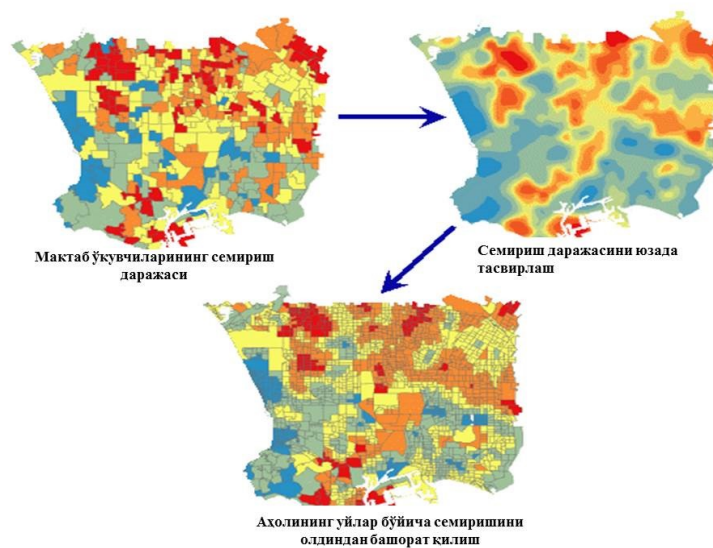 Мактаб ўқувчиларининг семириш
даражаси
Семириш даражасини юзада
тасвирлаш
Аҳолининг уйлар бўйича семиришини
олдиндан башорат қилиш